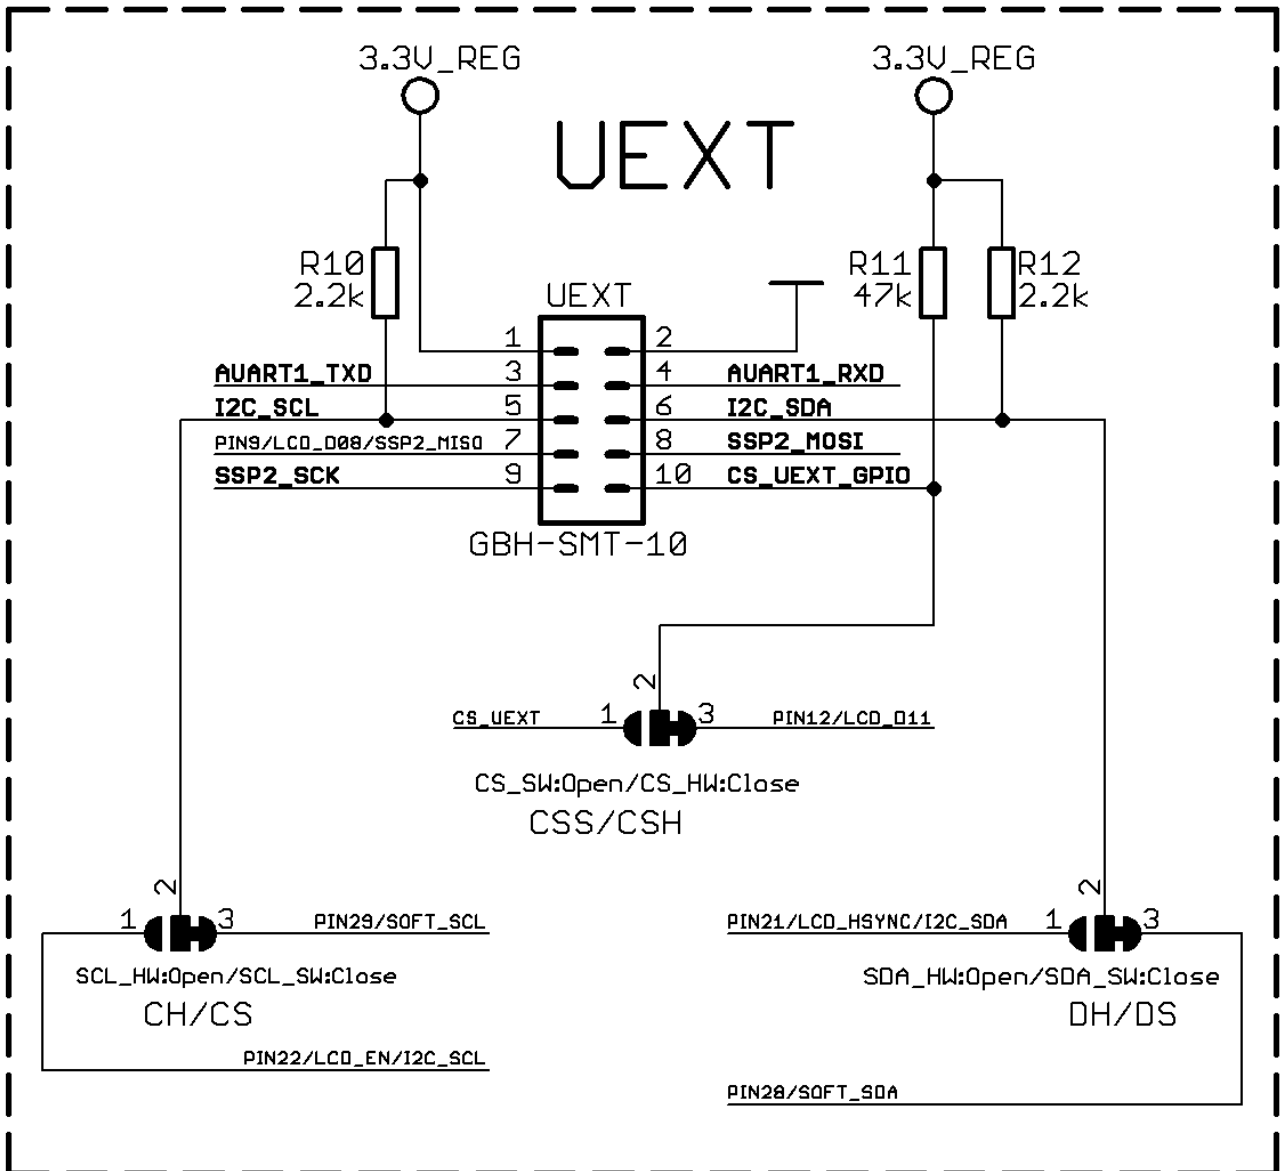 3.3V_REG
3.3V_REG
UEXT
R10
2.2k
R11
47k
R12
2.2k
UEXT
1
2
AUART1_TXD
3
4
AUART1_RXD
I2C_SCL
5
6
I2C_SDA
PIN9/LCD_D08/SSP2_MISO
7
8
SSP2_MOSI
SSP2_SCK
9
10
CS_UEXT_GPIO
GBH-SMT-10
2
CS_UEXT
1
3
PIN12/LCD_D11
CS_SW:Open/CS_HW:Close
CSS/CSH
2
1
3
PIN29/SOFT_SCL
SCL_HW:Open/SCL_SW:Close
CH/CS
PIN22/LCD_EN/I2C_SCL
2
PIN21/LCD_HSYNC/I2C_SDA
1
3
SDA_HW:Open/SDA_SW:Close
DH/DS
PIN28/SOFT_SDA